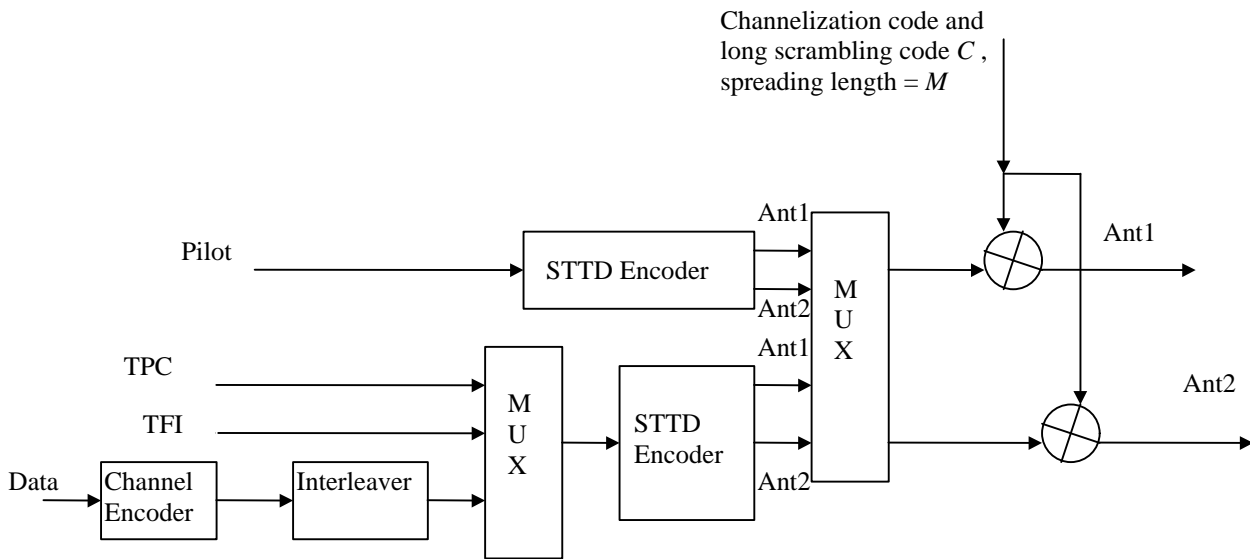 Channelization code and
long scrambling code C ,
spreading length = M
Ant1
Pilot
STTD Encoder
Ant1
Ant2
M
U
X
Ant1
TPC
Ant2
TFI
M
U
X
STTD
Encoder
Data
Channel
Encoder
Interleaver
Ant2